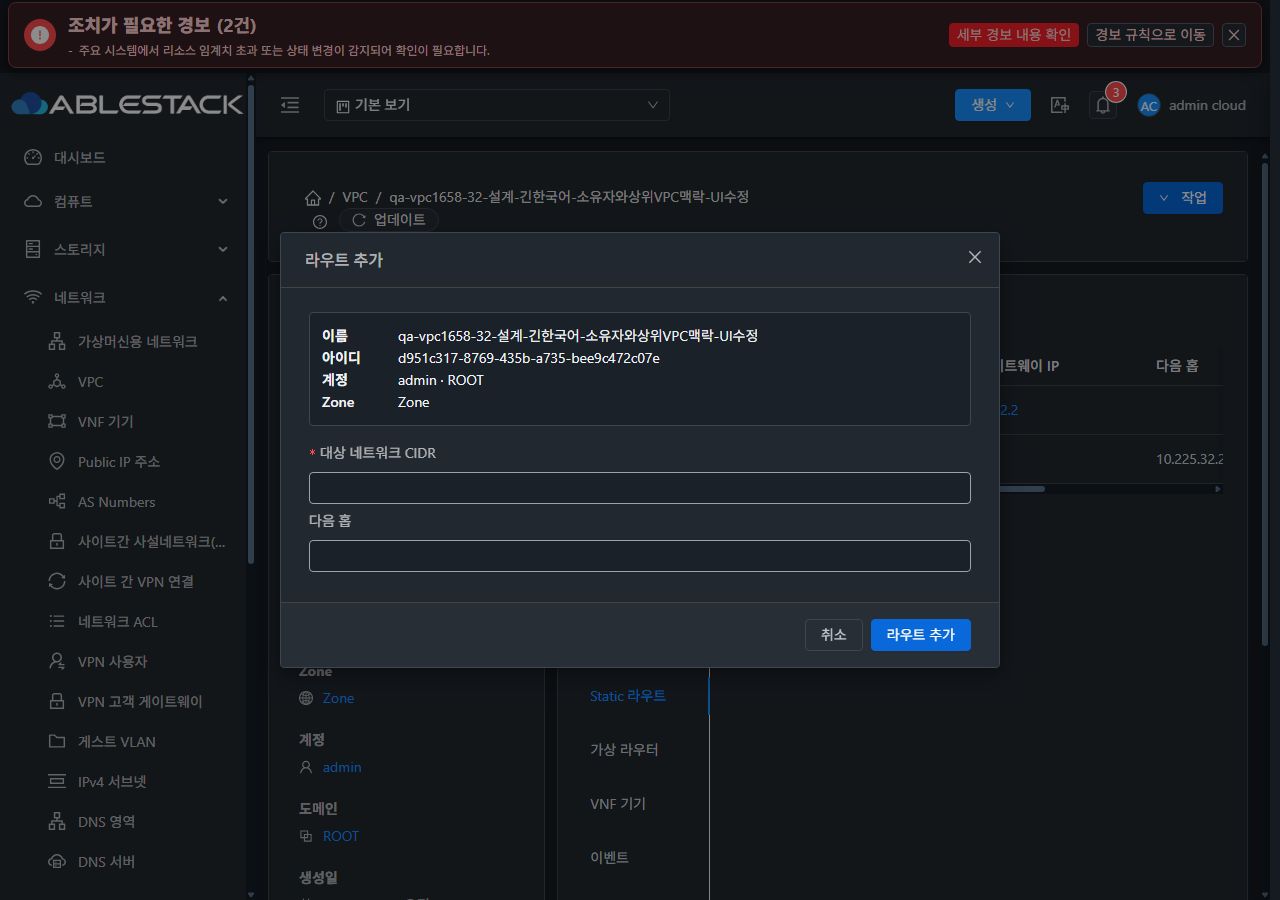 조치가 필요한 경보 (2건)
- 주요 시스템에서 리소스 임계치 초과 또는 상태 변경이 감지되어 확인이 필요합니다.
세부 경보 내용 확인
경보 규칙으로 이동
ABLESTACK
기본 보기
생성
3
AC
admin cloud
대시보드
컴퓨트
스토리지
네트워크
가상머신용 네트워크
VPC
VNF 기기
Public IP 주소
AS Numbers
사이트간 사설네트워크(...
사이트 간 VPN 연결
네트워크 ACL
VPN 사용자
VPN 고객 게이트웨이
게스트 VLAN
IPv4 서브넷
DNS 영역
DNS 서버
/ VPC / qa-vpc1658-32-설계-긴한국어-소유자와상위VPC맥락-UI수정
업데이트
작업
라우트 추가
이름 qa-vpc1658-32-설계-긴한국어-소유자와상위VPC맥락-UI수정
아이디 d951c317-8769-435b-a735-bee9c472c07e
계정 admin · ROOT
Zone Zone
* 대상 네트워크 CIDR
다음 홉
취소
라우트 추가
트웨이 IP
다음 홉
2.2
10.225.32.2
Zone
Zone
계정
admin
도메인
ROOT
생성일
Static 라우트
가상 라우터
VNF 기기
이벤트